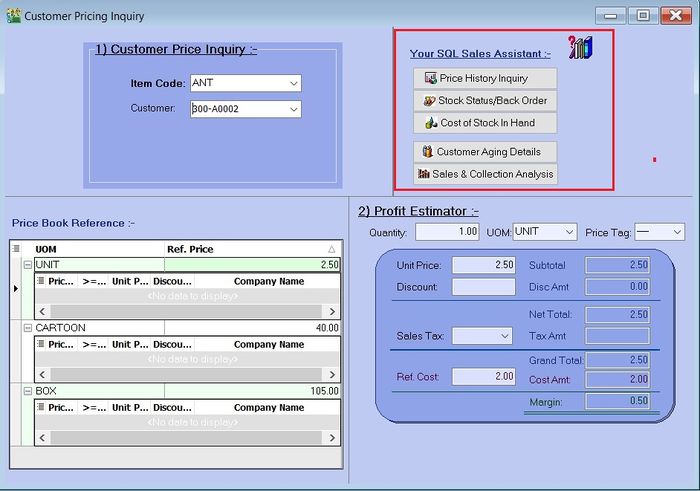 Customer Pricing Inquiry
1) Customer Price Inquiry :-
Item Code: ANT
Customer: 300-A0002
Your SQL Sales Assistant :-
Price History Inquiry
Stock Status/Back Order
Cost of Stock In Hand
Customer Aging Details
Sales & Collection Analysis
Price Book Reference :-
UOM Ref. Price
UNIT 2.50
Pric... >=... Unit P... Discou... Company Name
<No data to display>
CARTOON 40.00
Pric... >=... Unit P... Discou... Company Name
<No data to display>
BOX 105.00
Pric... >=... Unit P... Discou... Company Name
<No data to display>
2) Profit Estimator :-
Quantity: 1.00 UOM: UNIT Price Tag: —
Unit Price: 2.50 Subtotal 2.50
Discount: Disc Amt 0.00
Net Total: 2.50
Sales Tax: Tax Amt
Grand Total: 2.50
Ref. Cost: 2.00 Cost Amt: 2.00
Margin: 0.50